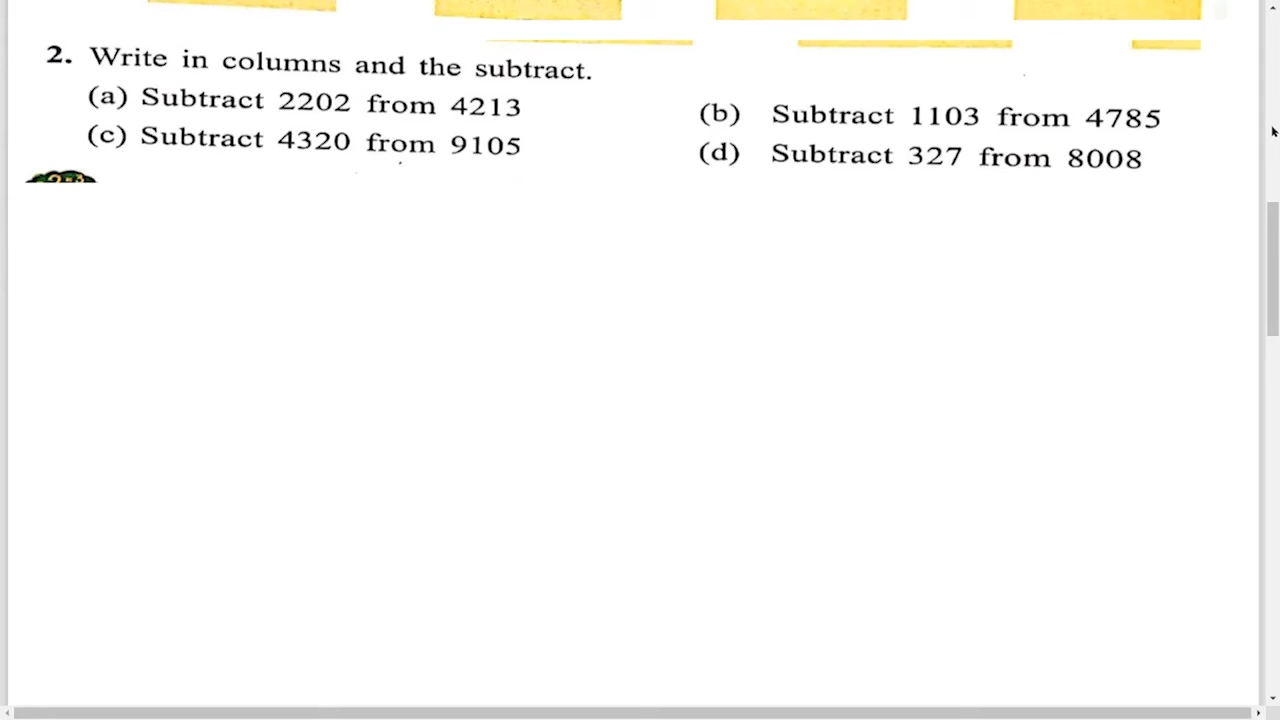 2. Write in columns and the subtract.
(a) Subtract 2202 from 4213
(b) Subtract 1103 from 4785
(c) Subtract 4320 from 9105
(d) Subtract 327 from 8008